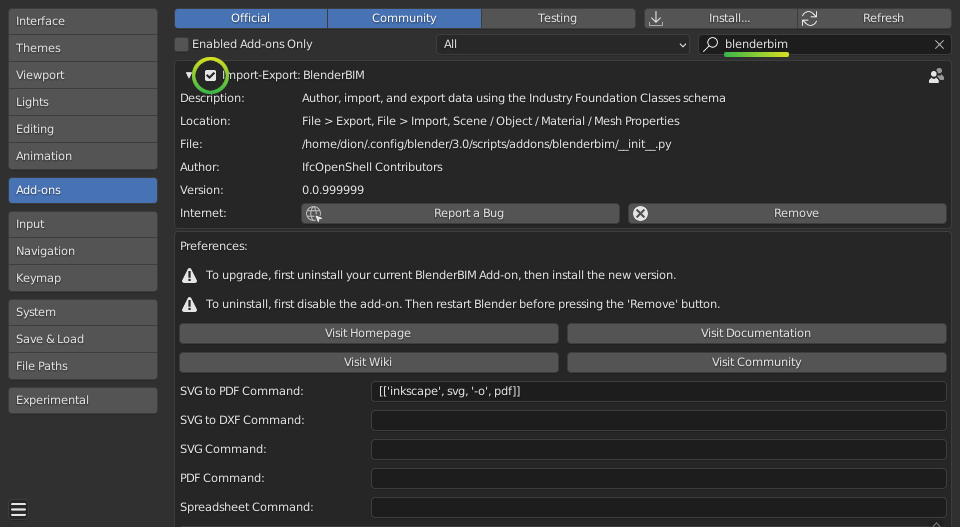 Interface
Themes
Viewport
Lights
Editing
Animation
Add-ons
Input
Navigation
Keymap
System
Save & Load
File Paths
Experimental
Official Community Testing Install... Refresh
Enabled Add-ons Only All blenderbim
Import-Export: BlenderBIM
Description: Author, import, and export data using the Industry Foundation Classes schema
Location: File > Export, File > Import, Scene / Object / Material / Mesh Properties
File: /home/dion/.config/blender/3.0/scripts/addons/blenderbim/__init__.py
Author: IfcOpenShell Contributors
Version: 0.0.999999
Internet: Report a Bug Remove
Preferences:
To upgrade, first uninstall your current BlenderBIM Add-on, then install the new version.
To uninstall, first disable the add-on. Then restart Blender before pressing the 'Remove' button.
Visit Homepage Visit Documentation
Visit Wiki Visit Community
SVG to PDF Command: [['inkscape', svg, '-o', pdf]]
SVG to DXF Command:
SVG Command:
PDF Command:
Spreadsheet Command: